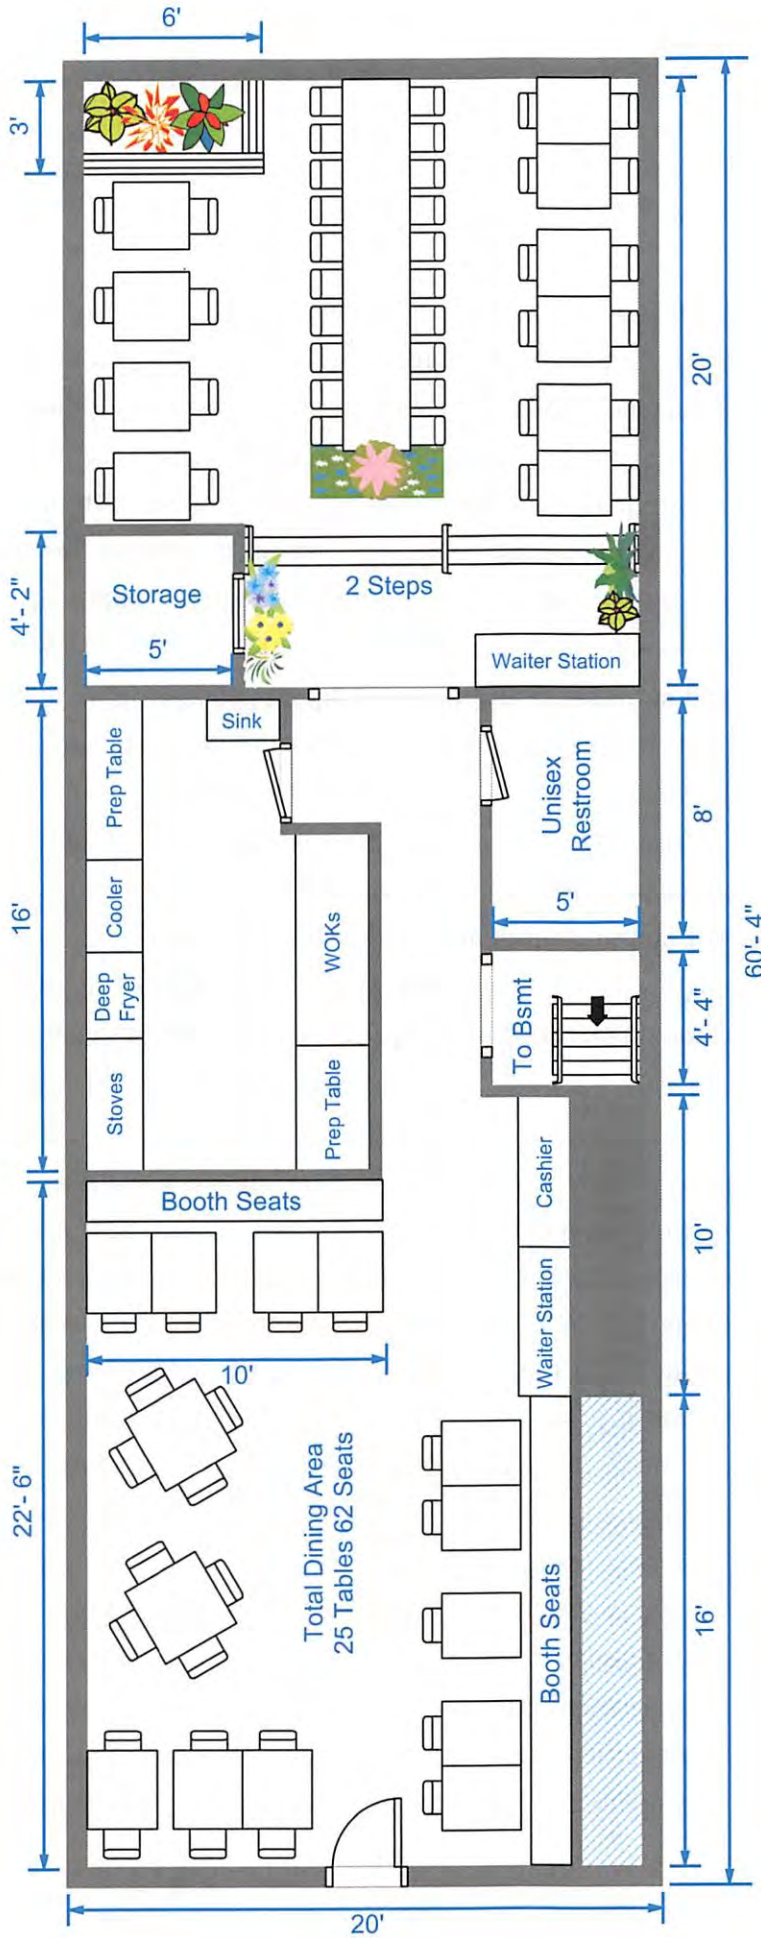 6'
3'
20'
Storage
5'
4'- 2"
2 Steps
Waiter Station
Sink
Prep Table
Cooler
Deep
Fryer
Stoves
WOKs
Prep Table
16'
Unisex
Restroom
5'
8'
60'- 4"
To Bsmt
4'- 4"
Cashier
Waiter Station
10'
Booth Seats
10'
22'- 6"
Total Dining Area
25 Tables 62 Seats
Booth Seats
16'
20'